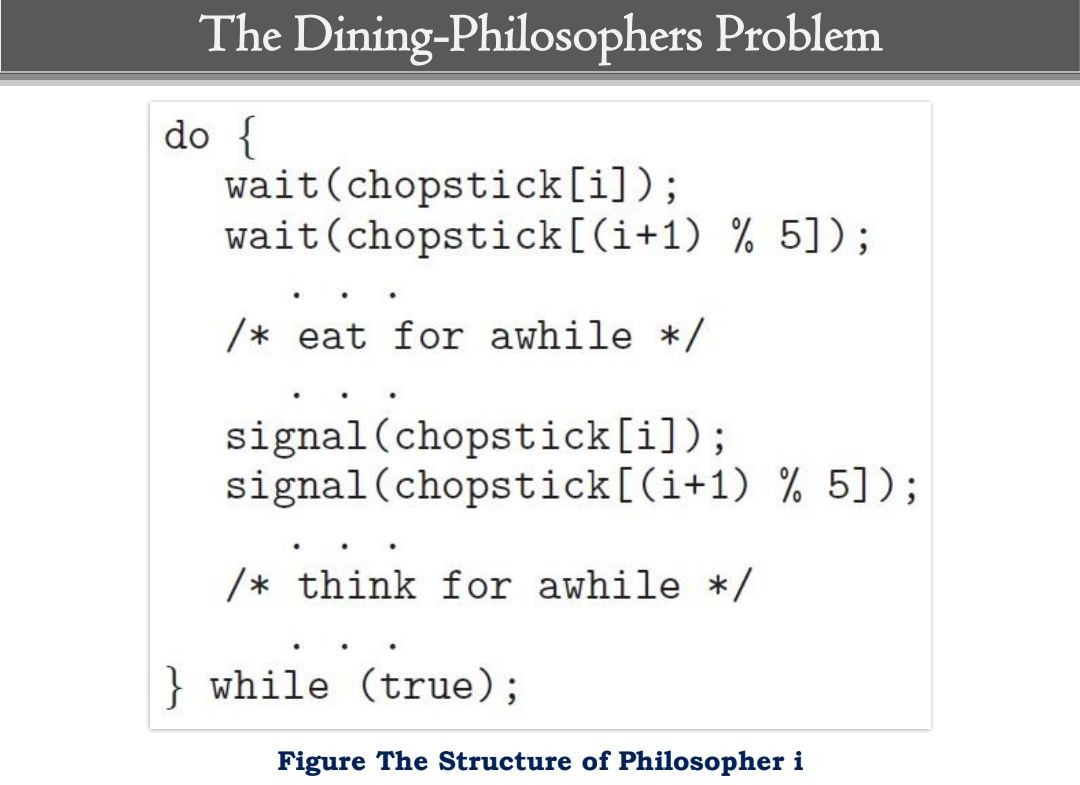 The Dining-Philosophers Problem
do {
wait(chopstick[i]);
wait(chopstick[(i+1) % 5]);
. . .
/* eat for awhile */
. . .
signal(chopstick[i]);
signal(chopstick[(i+1) % 5]);
. . .
/* think for awhile */
. . .
} while (true);
Figure The Structure of Philosopher i